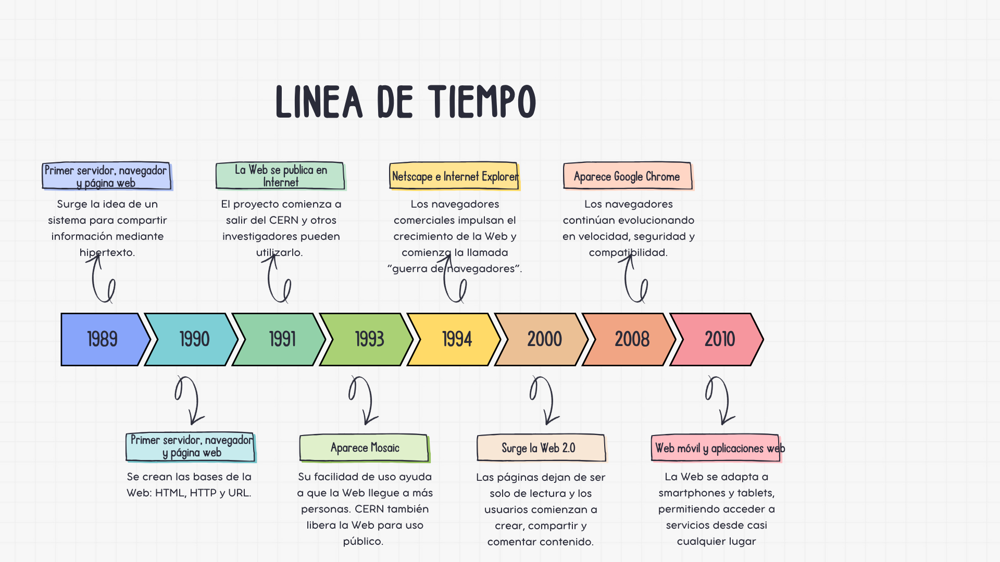 LINEA DE TIEMPO
Primer servidor, navegador
y página web
Surge la idea de un
sistema para compartir
información mediante
hipertexto.
La Web se publica en
Internet
El proyecto comienza a
salir del CERN y otros
investigadores pueden
utilizarlo.
Netscape e Internet Explorer
Los navegadores
comerciales impulsan el
crecimiento de la Web y
comienza la llamada
"guerra de navegadores".
Aparece Google Chrome
Los navegadores
continúan evolucionando
en velocidad, seguridad y
compatibilidad.
1989
1990
1991
1993
1994
2000
2008
2010
Primer servidor, navegador
y página web
Se crean las bases de la
Web: HTML, HTTP y URL.
Aparece Mosaic
Su facilidad de uso ayuda
a que la Web llegue a más
personas. CERN también
libera la Web para uso
público.
Surge la Web 2.0
Las páginas dejan de ser
solo de lectura y los
usuarios comienzan a
crear, compartir y
comentar contenido.
Web móvil y aplicaciones web
La Web se adapta a
smartphones y tablets,
permitiendo acceder a
servicios desde casi
cualquier lugar